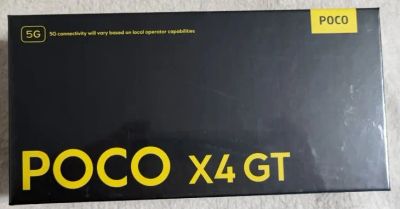 5G 5G connectivity will vary based on local operator capabilities
POCO
POCO X4 GT